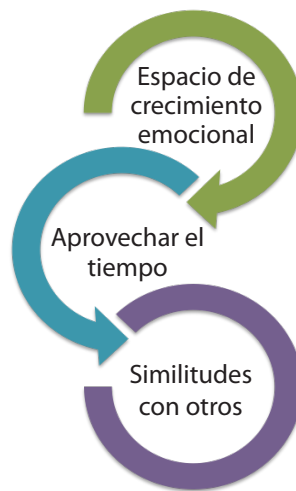 Espacio de
crecimiento
emocional
Aprovechar el
tiempo
Similitudes
con otros